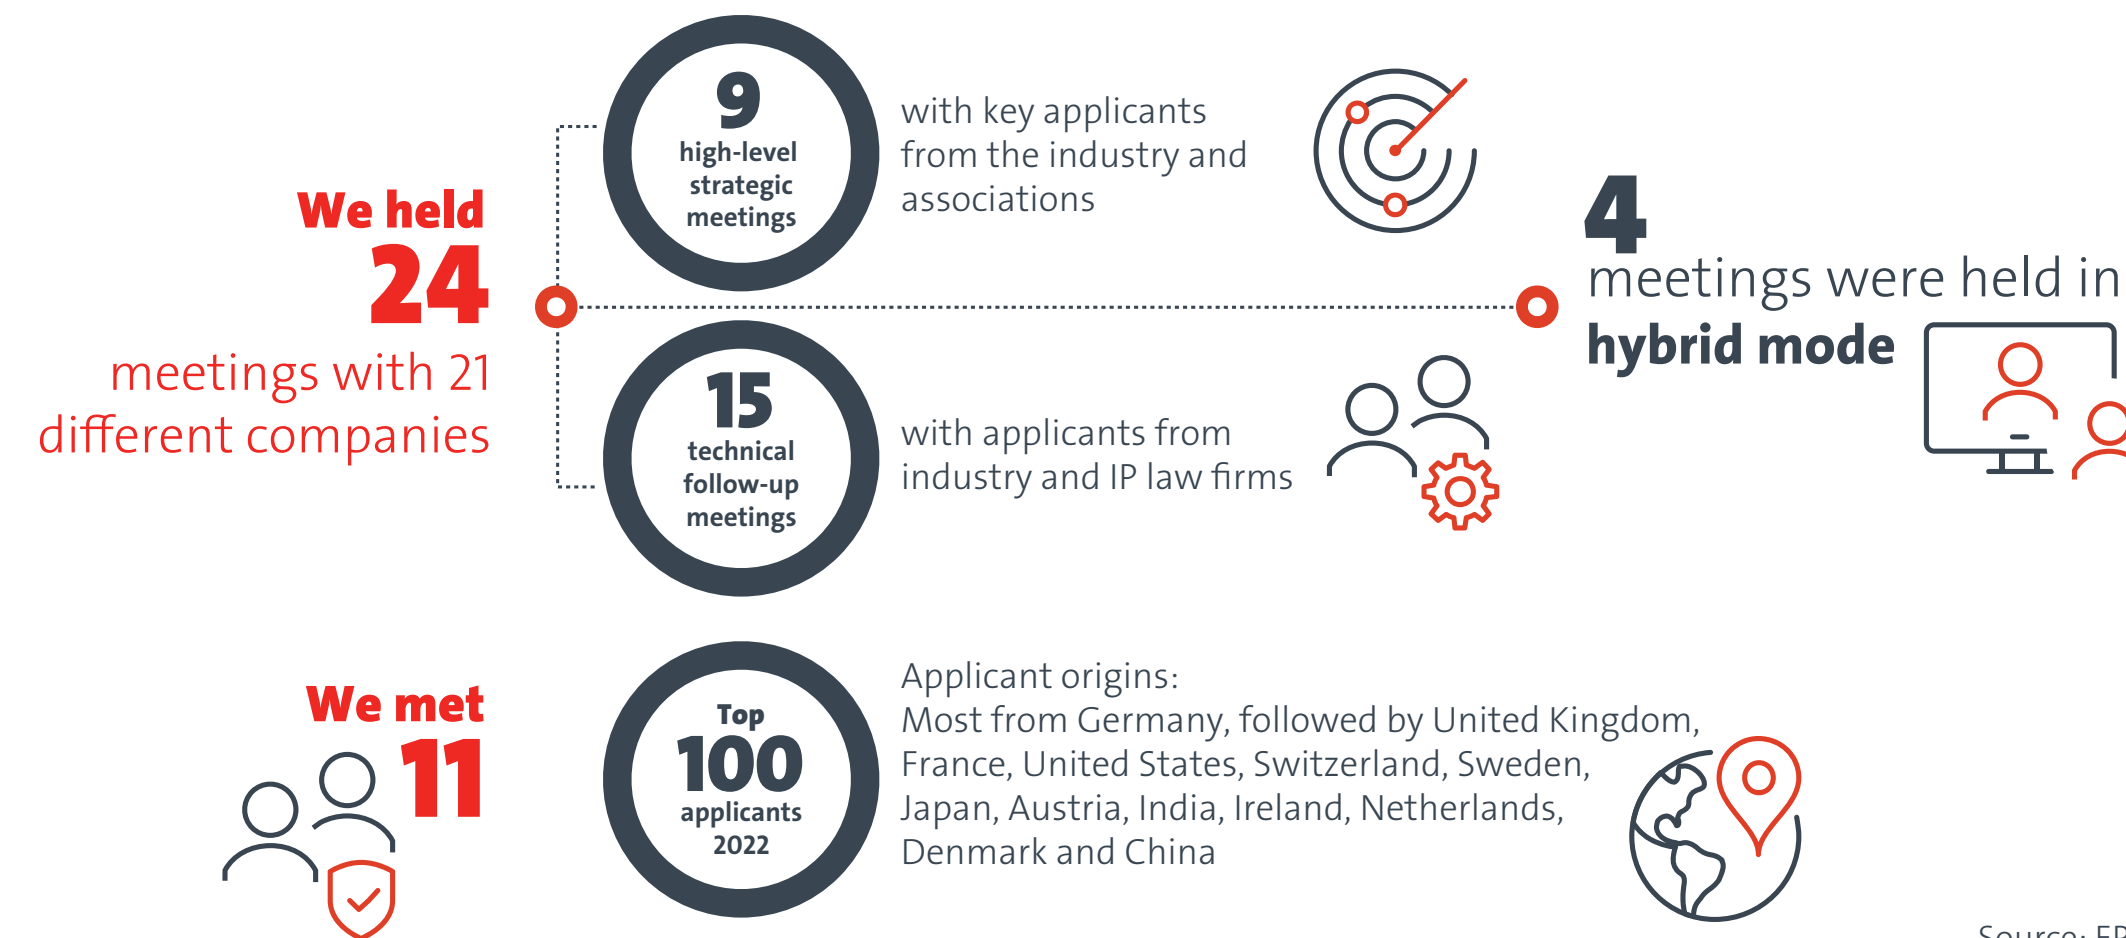 We held
24
meetings with 21
different companies
9
high-level
strategic
meetings
with key applicants
from the industry and
associations
15
technical
follow-up
meetings
with applicants from
industry and IP law firms
4
meetings were held in
hybrid mode
We met
11
Top
100
applicants
2022
Applicant origins:
Most from Germany, followed by United Kingdom,
France, United States, Switzerland, Sweden,
Japan, Austria, India, Ireland, Netherlands,
Denmark and China
Source: